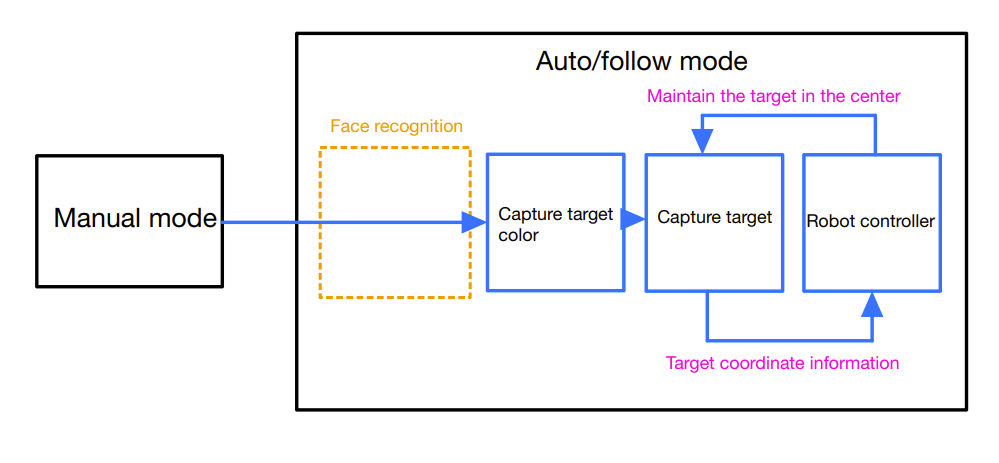 Auto/follow mode
Maintain the target in the center
Face recognition
Manual mode
Capture target
color
Capture target
Robot controller
Target coordinate information